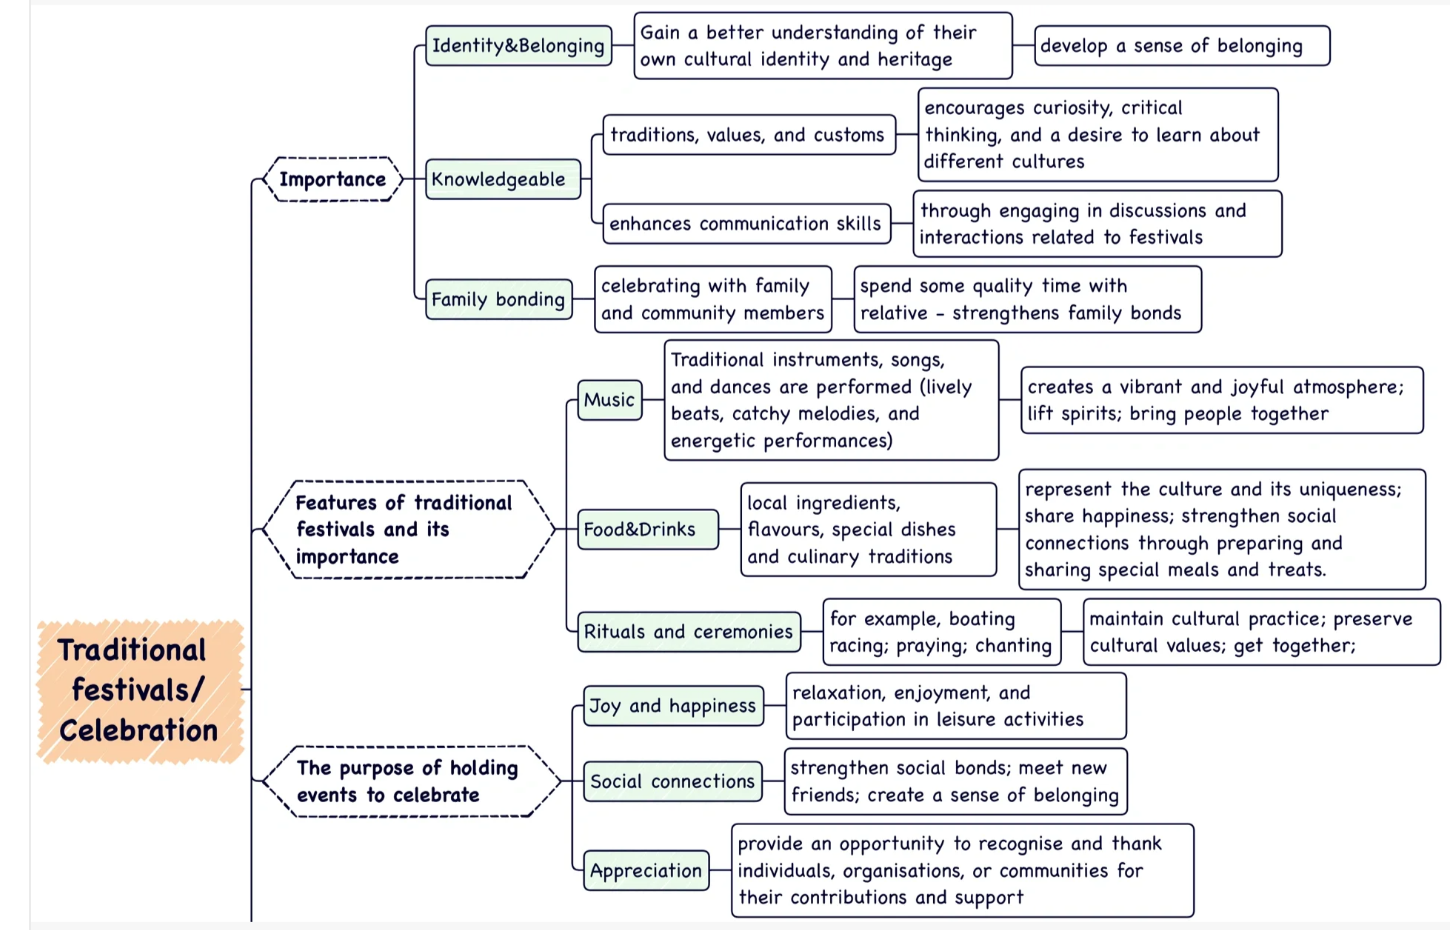 Identity&Belonging
Gain a better understanding of their
own cultural identity and heritage
develop a sense of belonging
Importance
Knowledgeable
traditions, values, and customs
encourages curiosity, critical
thinking, and a desire to learn about
different cultures
enhances communication skills
through engaging in discussions and
interactions related to festivals
Family bonding
celebrating with family
and community members
spend some quality time with
relative - strengthens family bonds
Features of traditional
festivals and its
importance
Music
Traditional instruments, songs,
and dances are performed (lively
beats, catchy melodies, and
energetic performances)
creates a vibrant and joyful atmosphere;
lift spirits; bring people together
Food&Drinks
local ingredients,
flavours, special dishes
and culinary traditions
represent the culture and its uniqueness;
share happiness; strengthen social
connections through preparing and
sharing special meals and treats.
Rituals and ceremonies
for example, boating
racing; praying; chanting
maintain cultural practice; preserve
cultural values; get together;
Traditional
festivals/
Celebration
The purpose of holding
events to celebrate
Joy and happiness
relaxation, enjoyment, and
participation in leisure activities
Social connections
strengthen social bonds; meet new
friends; create a sense of belonging
Appreciation
provide an opportunity to recognise and thank
individuals, organisations, or communities for
their contributions and support